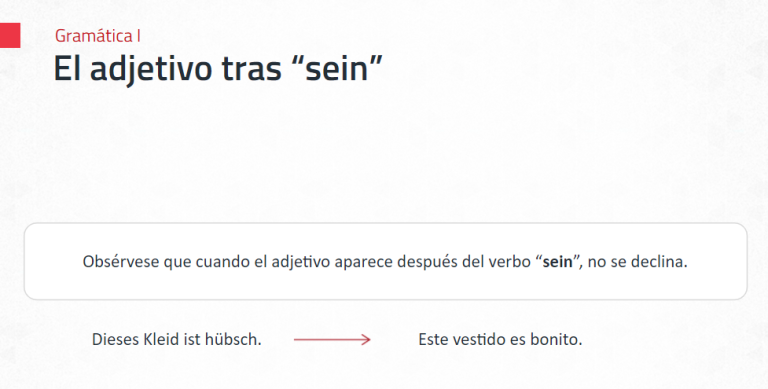 Gramática I
El adjetivo tras “sein”
Obsérvese que cuando el adjetivo aparece después del verbo “sein”, no se declina.
Dieses Kleid ist hübsch.
Este vestido es bonito.